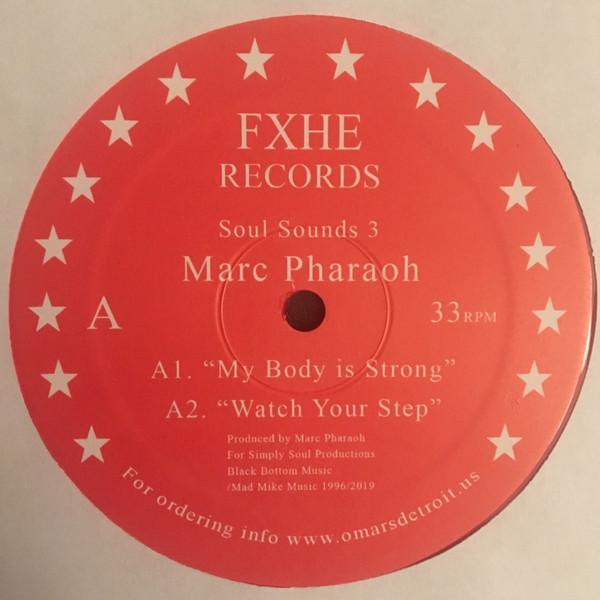 FXHE
RECORDS
Soul Sounds 3
Marc Pharaoh
A
33RPM
A1. “My Body is Strong”
A2. “Watch Your Step”
Produced by Marc Pharaoh
For Simply Soul Productions
Black Bottom Music
/Mad Mike Music 1996/2019
For ordering info www.omarsdetroit.us